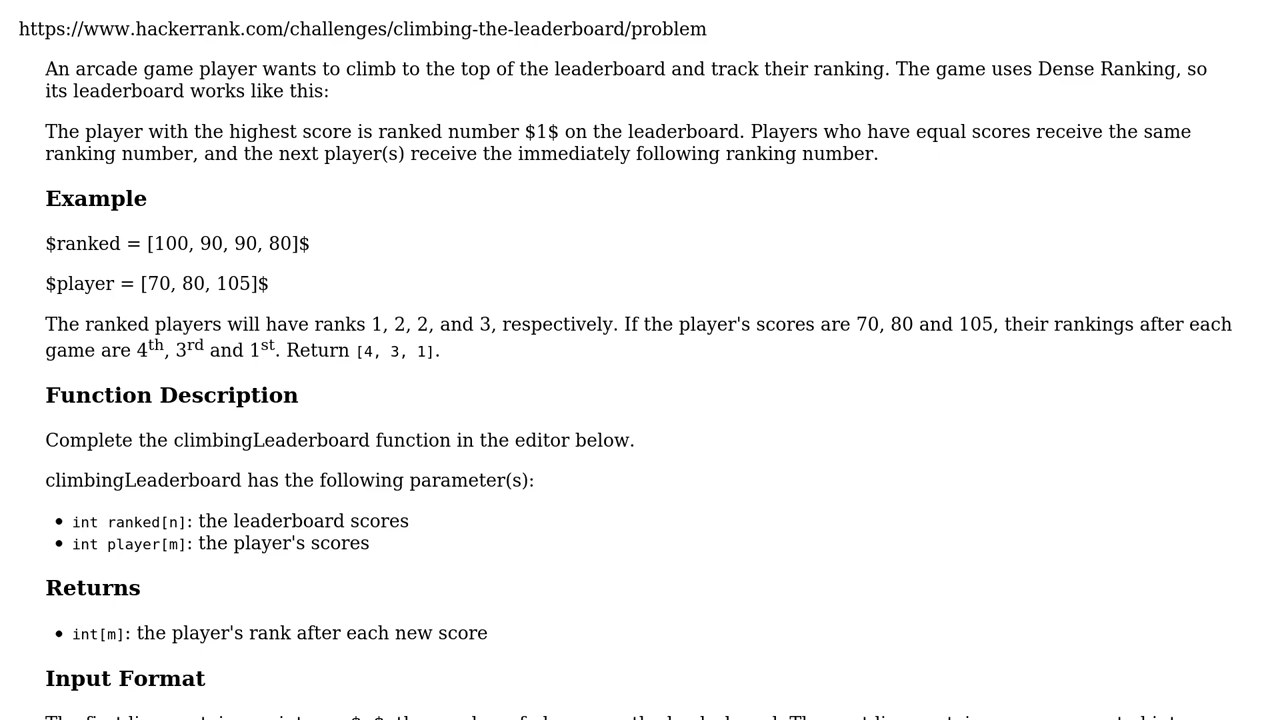 https://www.hackerrank.com/challenges/climbing-the-leaderboard/problem
An arcade game player wants to climb to the top of the leaderboard and track their ranking. The game uses Dense Ranking, so
its leaderboard works like this:
The player with the highest score is ranked number $1$ on the leaderboard. Players who have equal scores receive the same
ranking number, and the next player(s) receive the immediately following ranking number.
Example
$ranked = [100, 90, 90, 80]$
$player = [70, 80, 105]$
The ranked players will have ranks 1, 2, 2, and 3, respectively. If the player's scores are 70, 80 and 105, their rankings after each
game are 4th, 3rd and 1st. Return [4, 3, 1].
Function Description
Complete the climbingLeaderboard function in the editor below.
climbingLeaderboard has the following parameter(s):
• int ranked[n]: the leaderboard scores
• int player[m]: the player's scores
Returns
• int[m]: the player's rank after each new score
Input Format